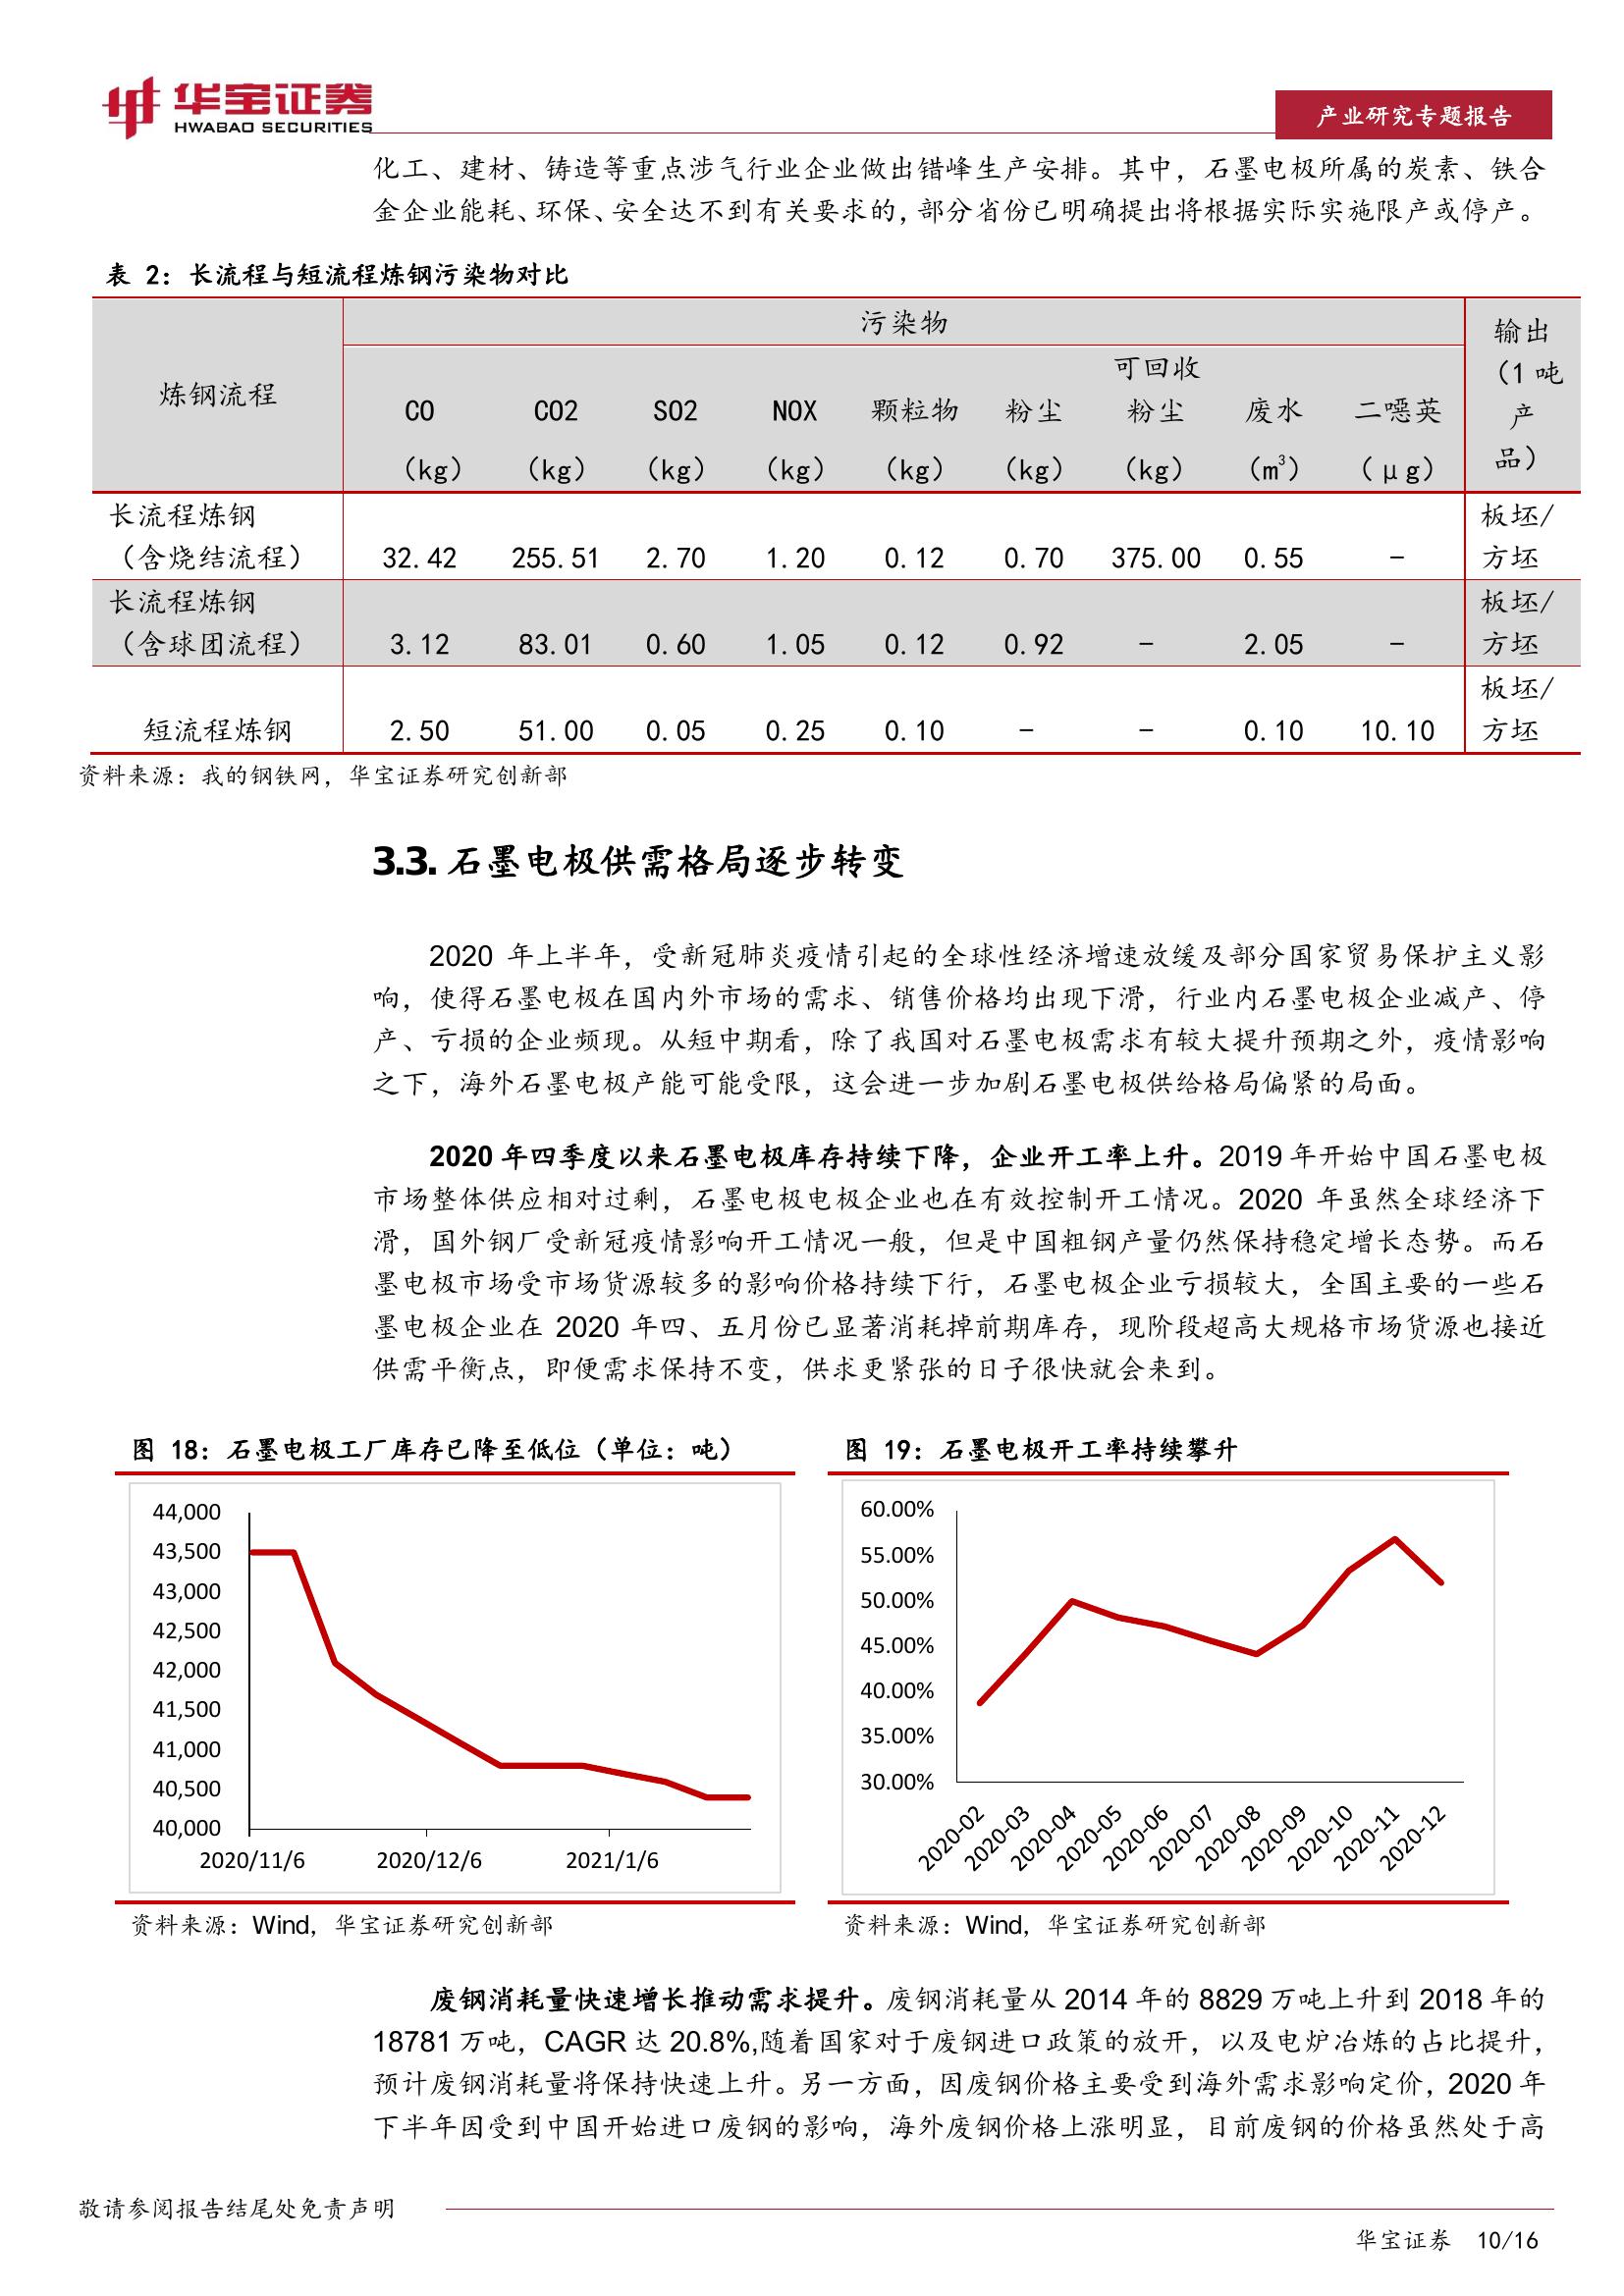 华宝证券
HWABAO SECURITIES
产业研究专题报告
化工、建材、铸造等重点涉气行业企业做出错峰生产安排。其中，石墨电极所属的炭素、铁合
金企业能耗、环保、安全达不到有关要求的，部分省份已明确提出将根据实际实施限产或停产。
表 2：长流程与短流程炼钢污染物对比
炼钢流程
污染物
输出
（1 吨
产
品）
可回收
CO CO2 SO2 NOX 颗粒物 粉尘 粉尘 废水 二噁英
（kg） （kg） （kg） （kg） （kg） （kg） （kg） （m³） （μg）
长流程炼钢 板坯/
（含烧结流程） 32.42 255.51 2.70 1.20 0.12 0.70 375.00 0.55 － 方坯
长流程炼钢 板坯/
（含球团流程） 3.12 83.01 0.60 1.05 0.12 0.92 － 2.05 － 方坯
板坯/
短流程炼钢 2.50 51.00 0.05 0.25 0.10 － － 0.10 10.10 方坯
资料来源：我的钢铁网，华宝证券研究创新部
3.3. 石墨电极供需格局逐步转变
2020 年上半年，受新冠肺炎疫情引起的全球性经济增速放缓及部分国家贸易保护主义影
响，使得石墨电极在国内外市场的需求、销售价格均出现下滑，行业内石墨电极企业减产、停
产、亏损的企业频现。从短中期看，除了我国对石墨电极需求有较大提升预期之外，疫情影响
之下，海外石墨电极产能可能受限，这会进一步加剧石墨电极供给格局偏紧的局面。
2020 年四季度以来石墨电极库存持续下降，企业开工率上升。2019 年开始中国石墨电极
市场整体供应相对过剩，石墨电极电极企业也在有效控制开工情况。2020 年虽然全球经济下
滑，国外钢厂受新冠疫情影响开工情况一般，但是中国粗钢产量仍然保持稳定增长态势。而石
墨电极市场受市场货源较多的影响价格持续下行，石墨电极企业亏损较大，全国主要的一些石
墨电极企业在 2020 年四、五月份已显著消耗掉前期库存，现阶段超高大规格市场货源也接近
供需平衡点，即便需求保持不变，供求更紧张的日子很快就会来到。
图 18：石墨电极工厂库存已降至低位（单位：吨）
44,000
43,500
43,000
42,500
42,000
41,500
41,000
40,500
40,000
2020/11/6 2020/12/6 2021/1/6
资料来源：Wind，华宝证券研究创新部
图 19：石墨电极开工率持续攀升
60.00%
55.00%
50.00%
45.00%
40.00%
35.00%
30.00%
2020-02 2020-03 2020-04 2020-05 2020-06 2020-07 2020-08 2020-09 2020-10 2020-11 2020-12
资料来源：Wind，华宝证券研究创新部
废钢消耗量快速增长推动需求提升。废钢消耗量从 2014 年的 8829 万吨上升到 2018 年的
18781 万吨，CAGR 达 20.8%,随着国家对于废钢进口政策的放开，以及电炉冶炼的占比提升，
预计废钢消耗量将保持快速上升。另一方面，因废钢价格主要受到海外需求影响定价，2020 年
下半年因受到中国开始进口废钢的影响，海外废钢价格上涨明显，目前废钢的价格虽然处于高
敬请参阅报告结尾处免责声明
华宝证券 10/16